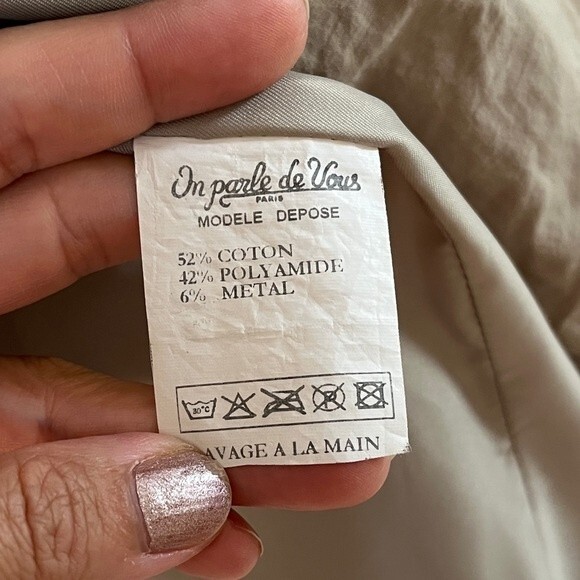 On parle de Vous
PARIS
MODELE DEPOSE
52% COTON
42% POLYAMIDE
6% METAL
30°C P
AVAGE A LA MAIN